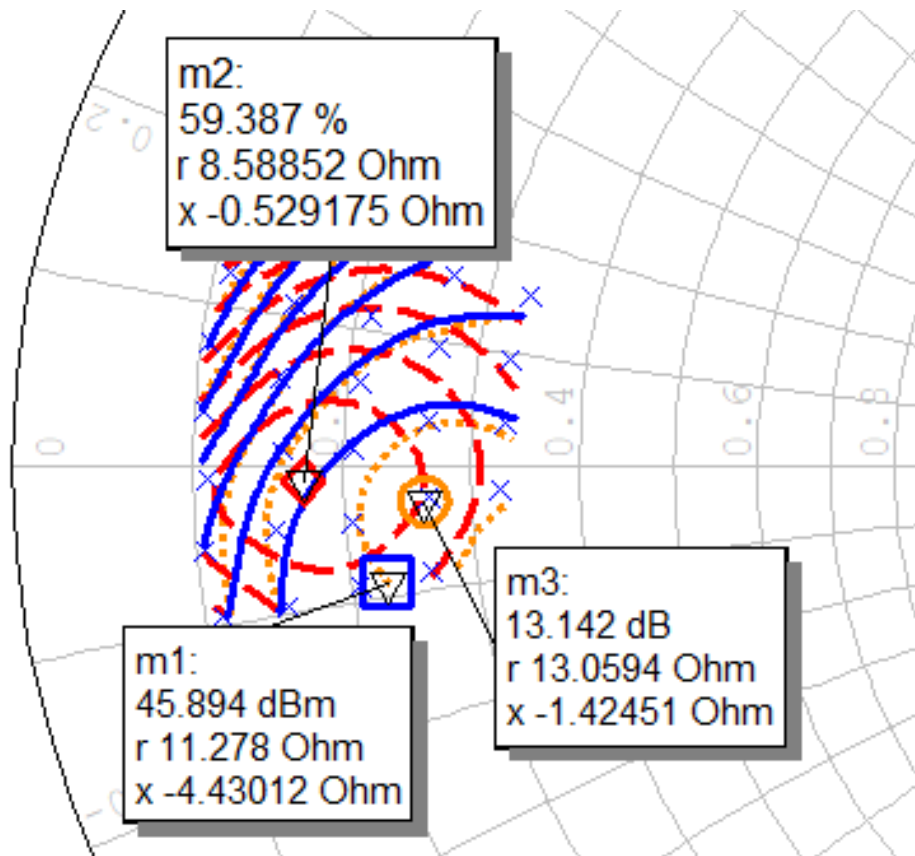 m2:
59.387 %
r 8.58852 Ohm
x -0.529175 Ohm
0.2
0
0.4
0.6
0.8
m3:
13.142 dB
r 13.0594 Ohm
x -1.42451 Ohm
m1:
45.894 dBm
r 11.278 Ohm
x -4.43012 Ohm